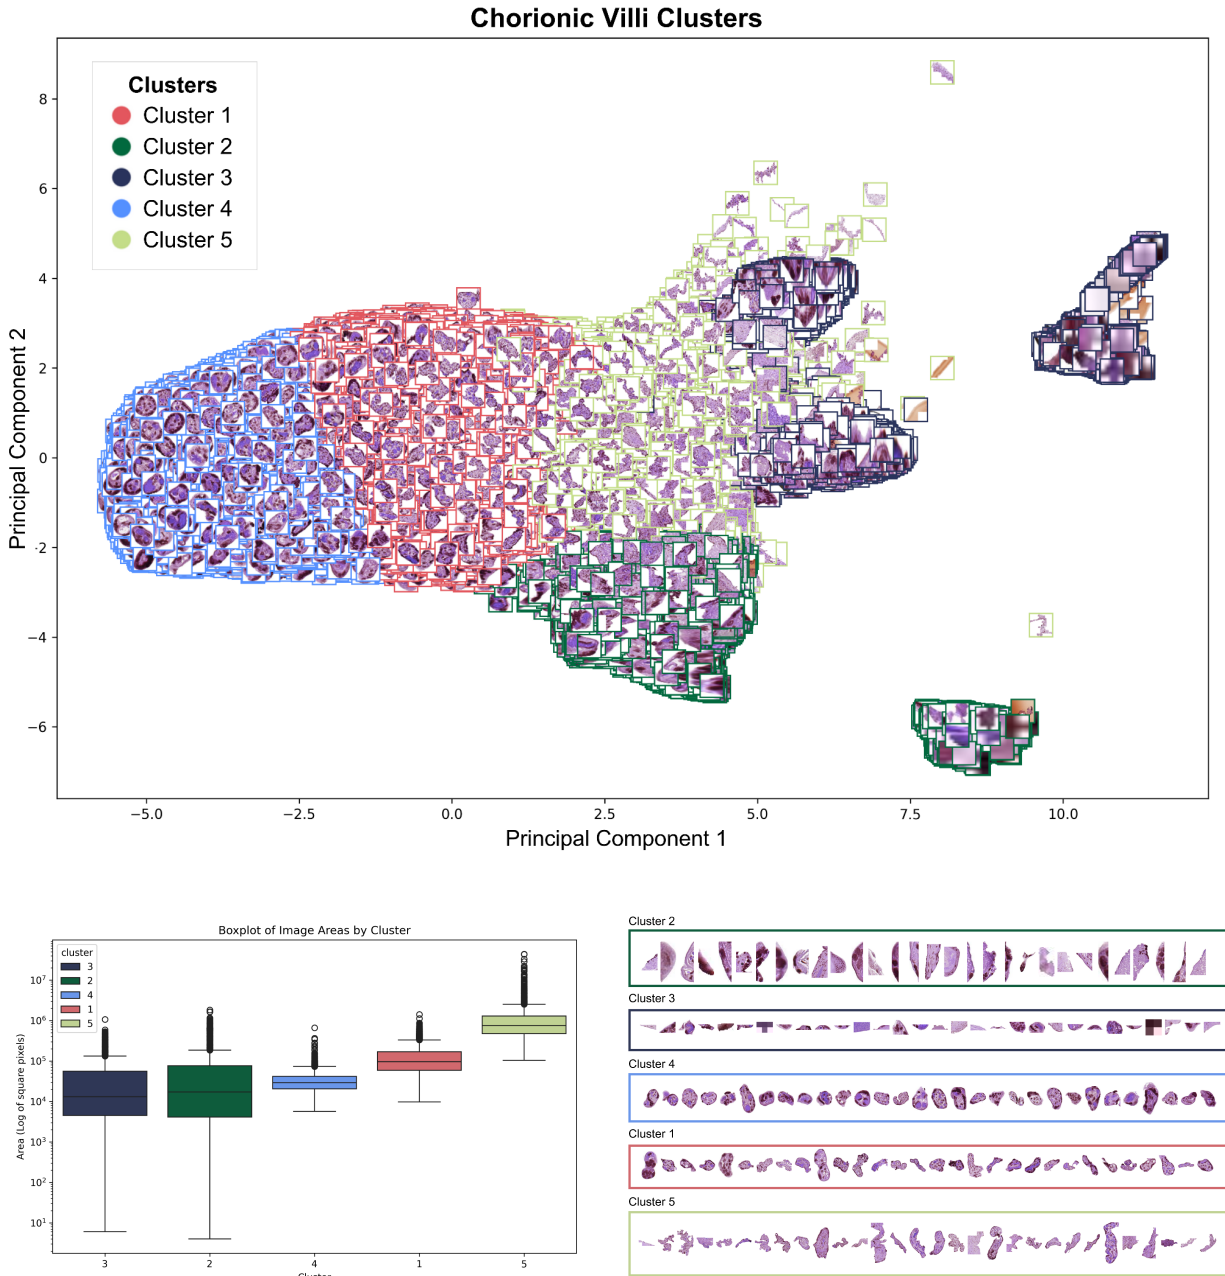 Chorionic Villi Clusters
Clusters
Cluster 1
Cluster 2
Cluster 3
Cluster 4
Cluster 5
Principal Component 2
8
6
4
2
0
−2
−4
−6
−5.0 −2.5 0.0 2.5 5.0 7.5 10.0
Principal Component 1
Boxplot of Image Areas by Cluster
cluster
3
2
4
1
5
Area (Log of square pixels)
10⁷
10⁶
10⁵
10⁴
10³
10²
10¹
3 2 4 1 5
Cluster 2
Cluster 3
Cluster 4
Cluster 1
Cluster 5